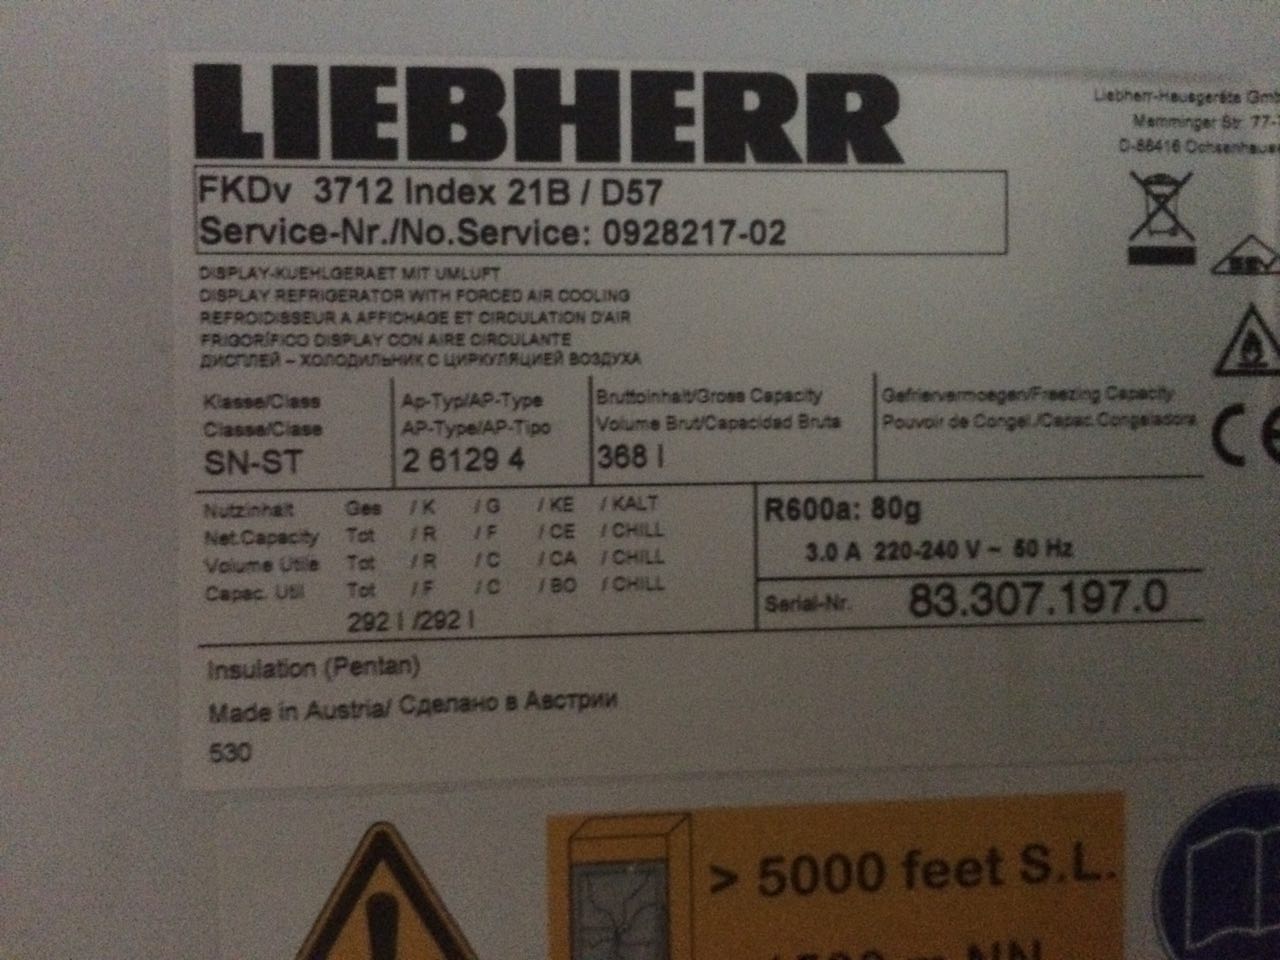 LIEBHERR
Liebherr-Hausgeräte
Memminger Str. 77-
D-88416 Ochsenhause
FKDv 3712 Index 21B / D57
Service-Nr./No.Service: 0928217-02
DISPLAY-KUEHLGERAET MIT UMLUFT
DISPLAY REFRIGERATOR WITH FORCED AIR COOLING
REFROIDISSEUR A AFFICHAGE ET CIRCULATION D'AIR
FRIGORÍFICO DISPLAY CON AIRE CIRCULANTE
ДИСПЛЕЙ – ХОЛОДИЛЬНИК С ЦИРКУЛЯЦИЕЙ ВОЗДУХА
Klasse/Class
Classe/Clase
SN-ST
Ap-Typ/AP-Type
AP-Type/AP-Tipo
2 6129 4
Bruttoinhalt/Gross Capacity
Volume Brut/Capacidad Bruta
368 l
Gefriervermoegen/Freezing Capacity
Pouvoir de Congel./Capac.Congeladora
CE
Nutzinhalt Ges / K / G / KE / KALT
Net.Capacity Tot / R / F / CE / CHILL
Volume Utile Tot / R / C / CA / CHILL
Capac. Util Tot / F / C / BO / CHILL
292 l /292 l
R600a: 80g
3.0 A 220-240 V ~ 50 Hz
Serial-Nr. 83.307.197.0
Insulation (Pentan)
Made in Austria/ Сделано в Австрии
530
> 5000 feet S.L.